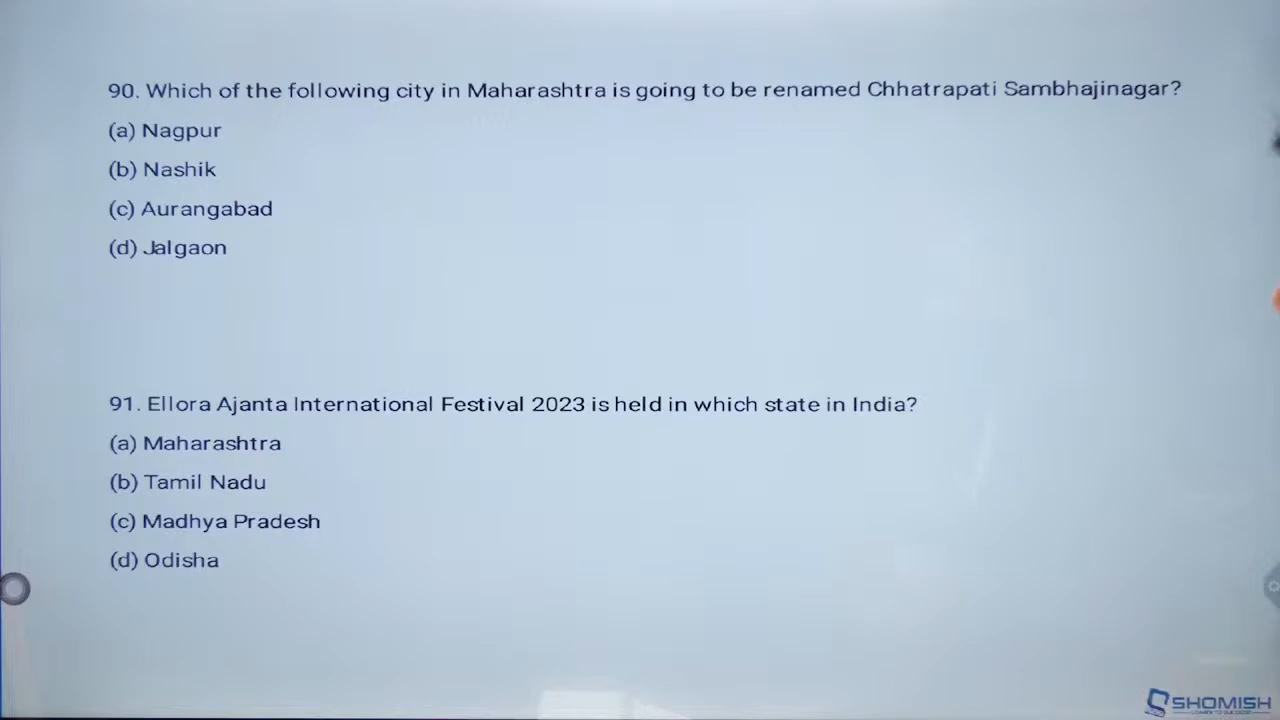 90. Which of the following city in Maharashtra is going to be renamed Chhatrapati Sambhajinagar?
(a) Nagpur
(b) Nashik
(c) Aurangabad
(d) Jalgaon
91. Ellora Ajanta International Festival 2023 is held in which state in India?
(a) Maharashtra
(b) Tamil Nadu
(c) Madhya Pradesh
(d) Odisha
SHOMISH